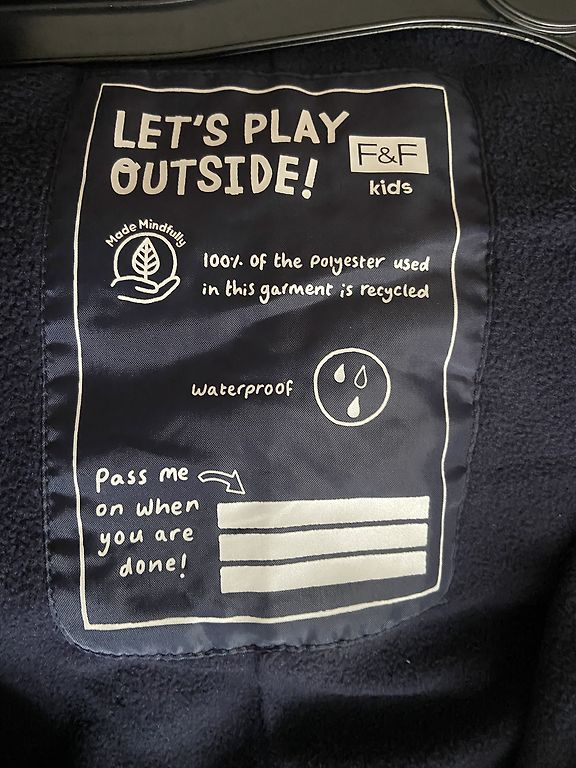 LET'S PLAY
OUTSIDE!
F&F
kids
Made Mindfully
100% of the Polyester used
in this garment is recycled
waterproof
Pass me
on when
you are
done!